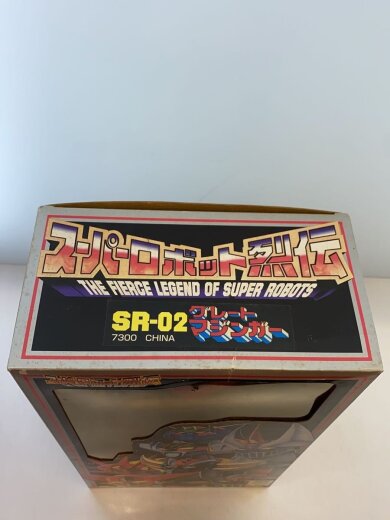 スーパーロボット烈伝
THE FIERCE LEGEND OF SUPER ROBOTS
SR-02 グレート
マジンガー
7300 CHINA